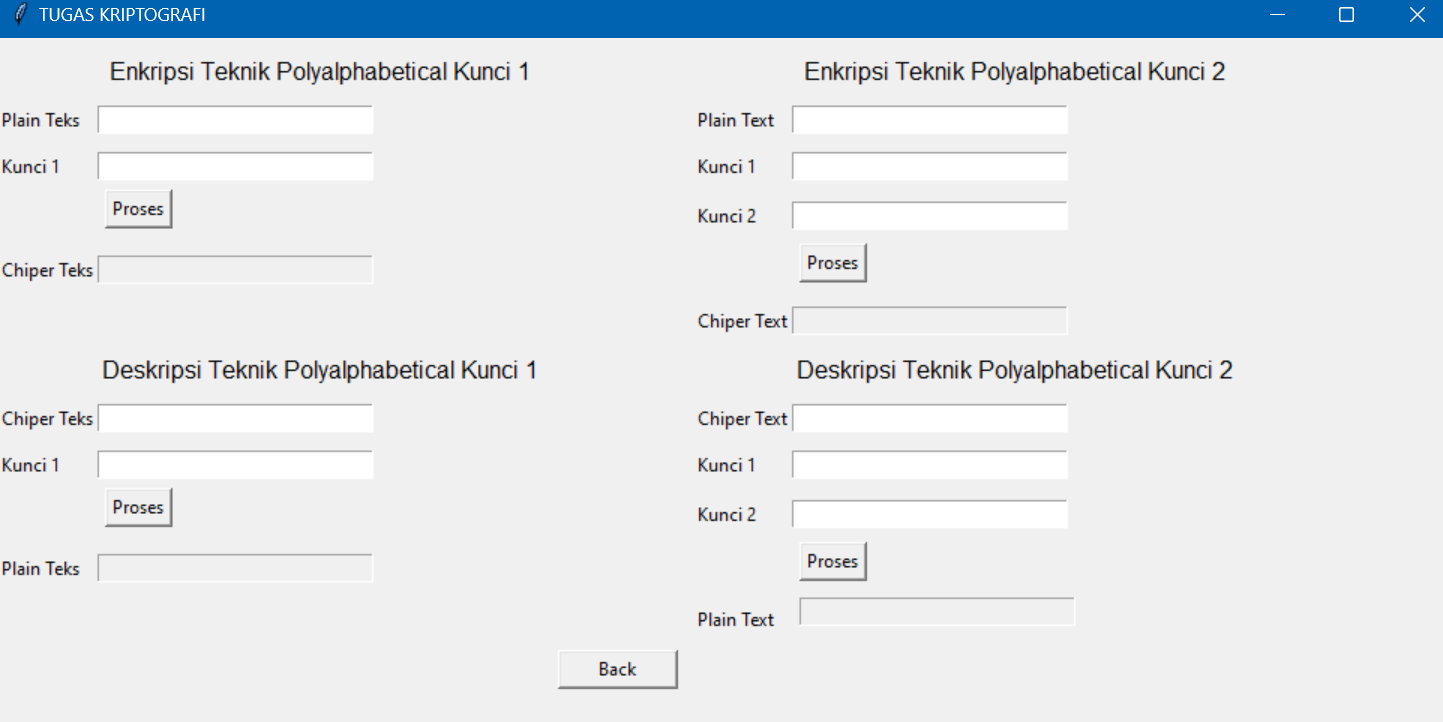 TUGAS KRIPTOGRAFI
Enkripsi Teknik Polyalphabetical Kunci 1
Plain Teks
Kunci 1
Proses
Chiper Teks
Enkripsi Teknik Polyalphabetical Kunci 2
Plain Text
Kunci 1
Kunci 2
Proses
Chiper Text
Deskripsi Teknik Polyalphabetical Kunci 1
Chiper Teks
Kunci 1
Proses
Plain Teks
Deskripsi Teknik Polyalphabetical Kunci 2
Chiper Text
Kunci 1
Kunci 2
Proses
Plain Text
Back